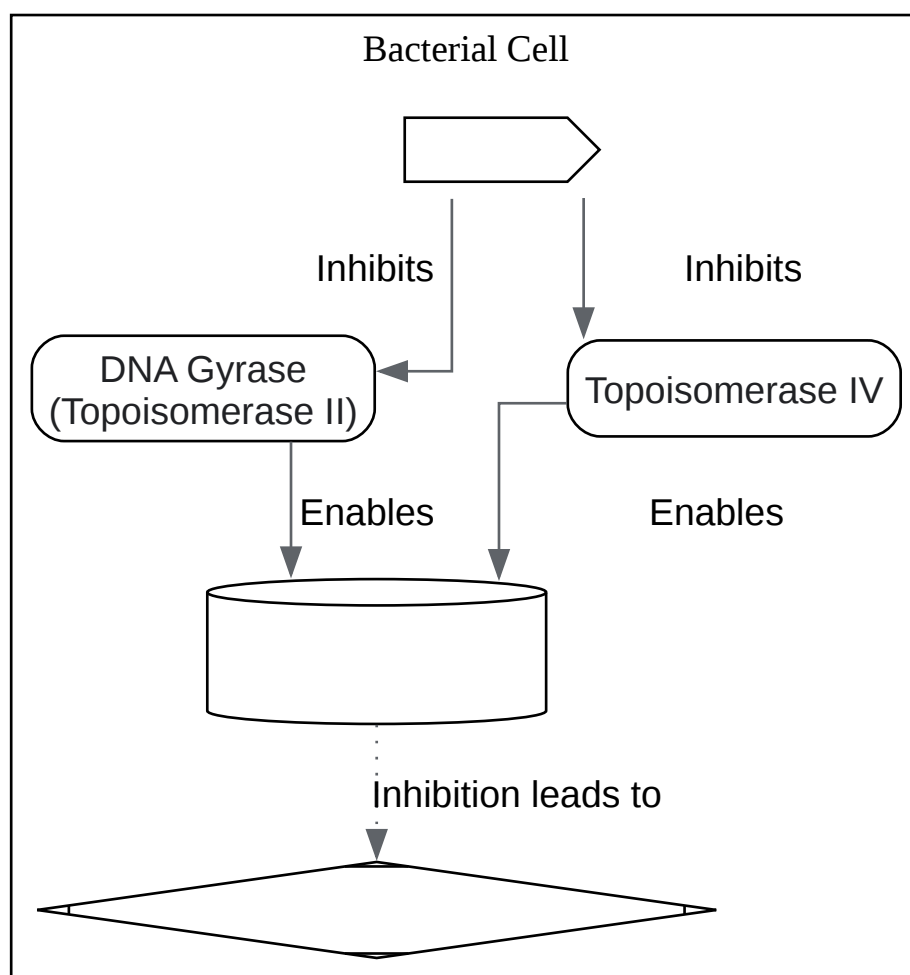 Bacterial Cell
Inhibits
Inhibits
DNA Gyrase
(Topoisomerase II)
Topoisomerase IV
Enables
Enables
Inhibition leads to